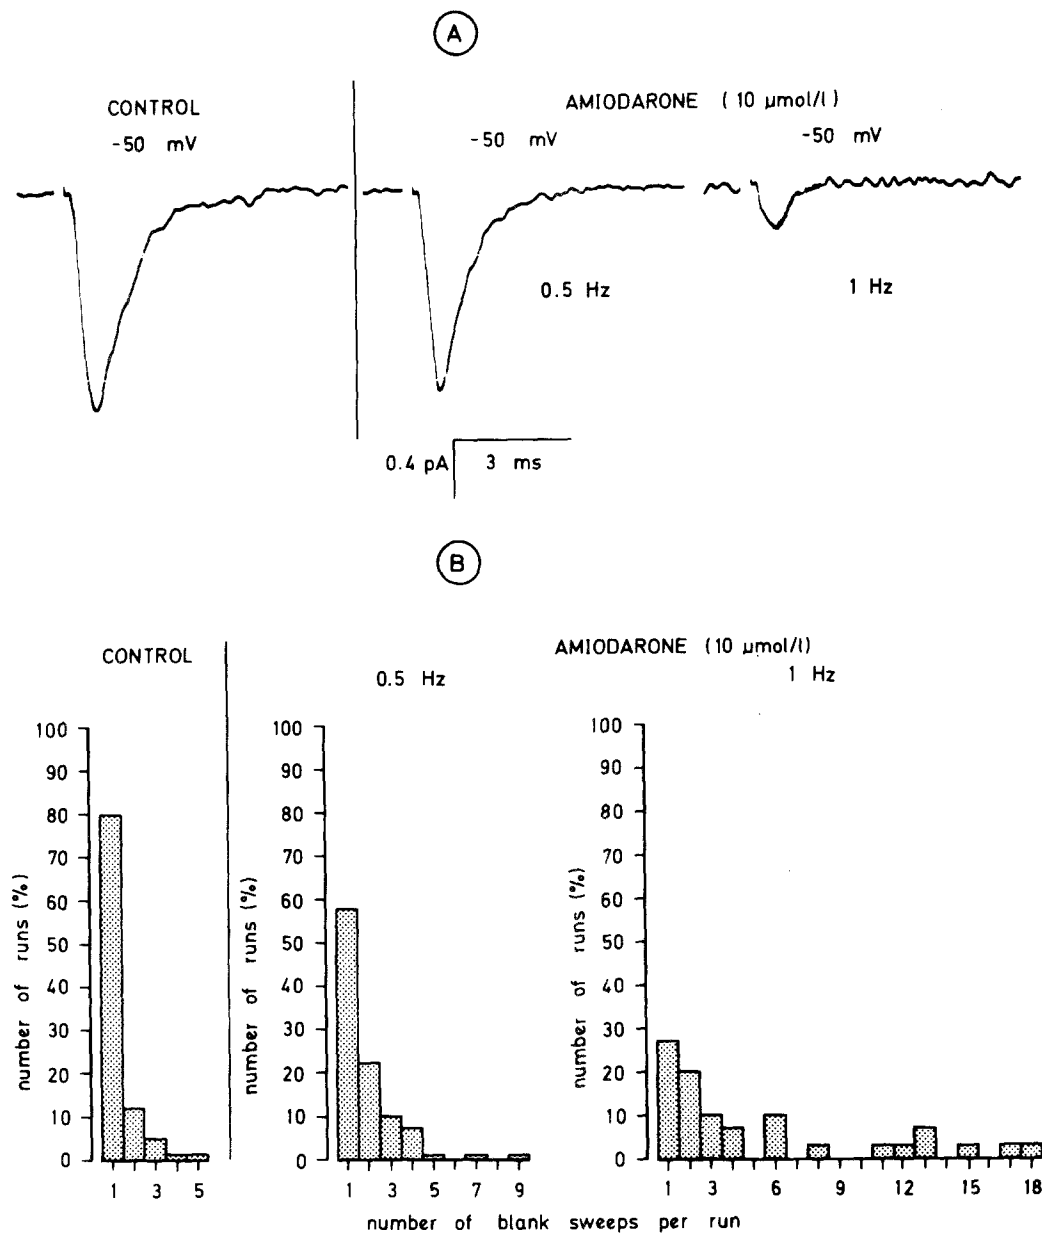 A
CONTROL
-50 mV
AMIODARONE (10 µmol/l)
-50 mV
-50 mV
0.5 Hz
1 Hz
0.4 pA
3 ms
B
CONTROL
AMIODARONE (10 µmol/l)
0.5 Hz
1 Hz
number of runs (%)
100
90
80
70
60
50
40
30
20
10
0
1 3 5
number of runs (%)
100
90
80
70
60
50
40
30
20
10
0
1 3 5 7 9
number of runs (%)
100
90
80
70
60
50
40
30
20
10
0
1 3 6 9 12 15 18
number of blank sweeps per run